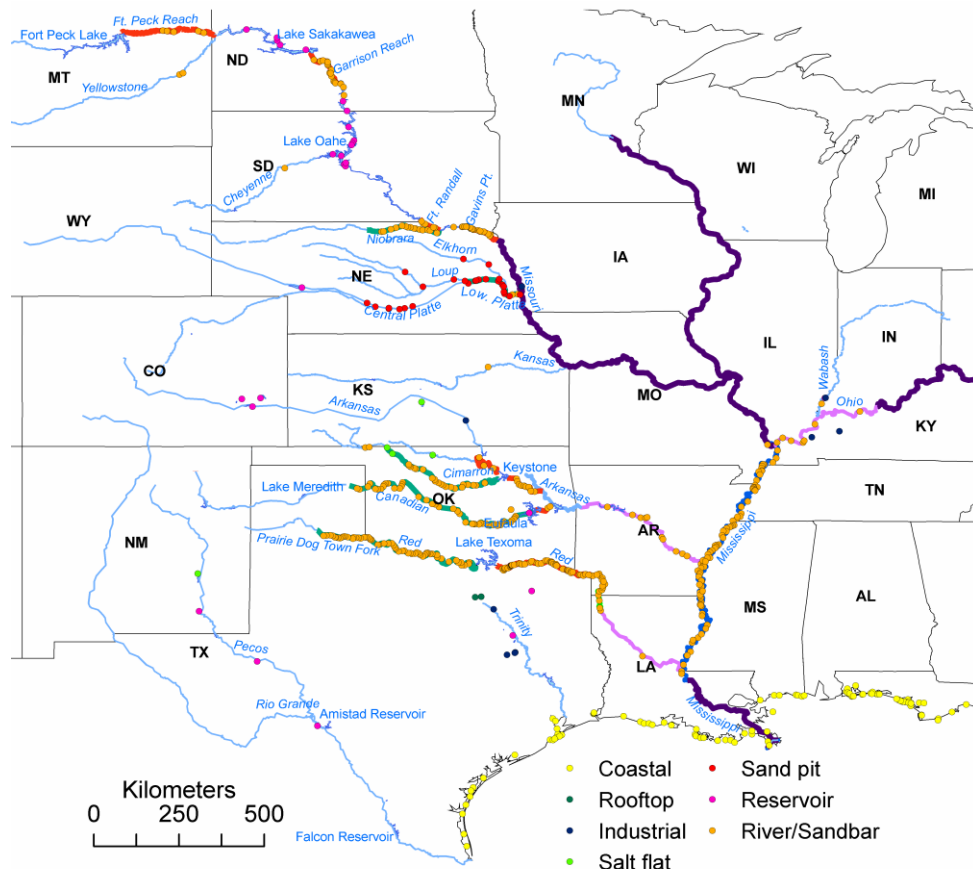 Ft. Peck Reach
Fort Peck Lake
Lake Sakakawea
ND
Garrison Reach
MT
Yellowstone
MN
Lake Oahe
SD
Cheyenne
WI
MI
WY
Ft. Randall
Gavins Pt.
Niobrara
Elkhorn
IA
NE
Loup
Missouri
Low. Platte
Central Platte
IL
IN
Wabash
CO
Kansas
KS
MO
Ohio
Arkansas
KY
Cimarron
Keystone
Lake Meredith
Canadian
OK
Arkansas
TN
Eufaula
AR
Mississippi
NM
Prairie Dog Town Fork
Red
Lake Texoma
Red
MS
AL
Trinity
TX
Pecos
LA
Rio Grande
Amistad Reservoir
Mississippi
Kilometers
0 250 500
Falcon Reservoir
Coastal
Sand pit
Rooftop
Reservoir
Industrial
River/Sandbar
Salt flat